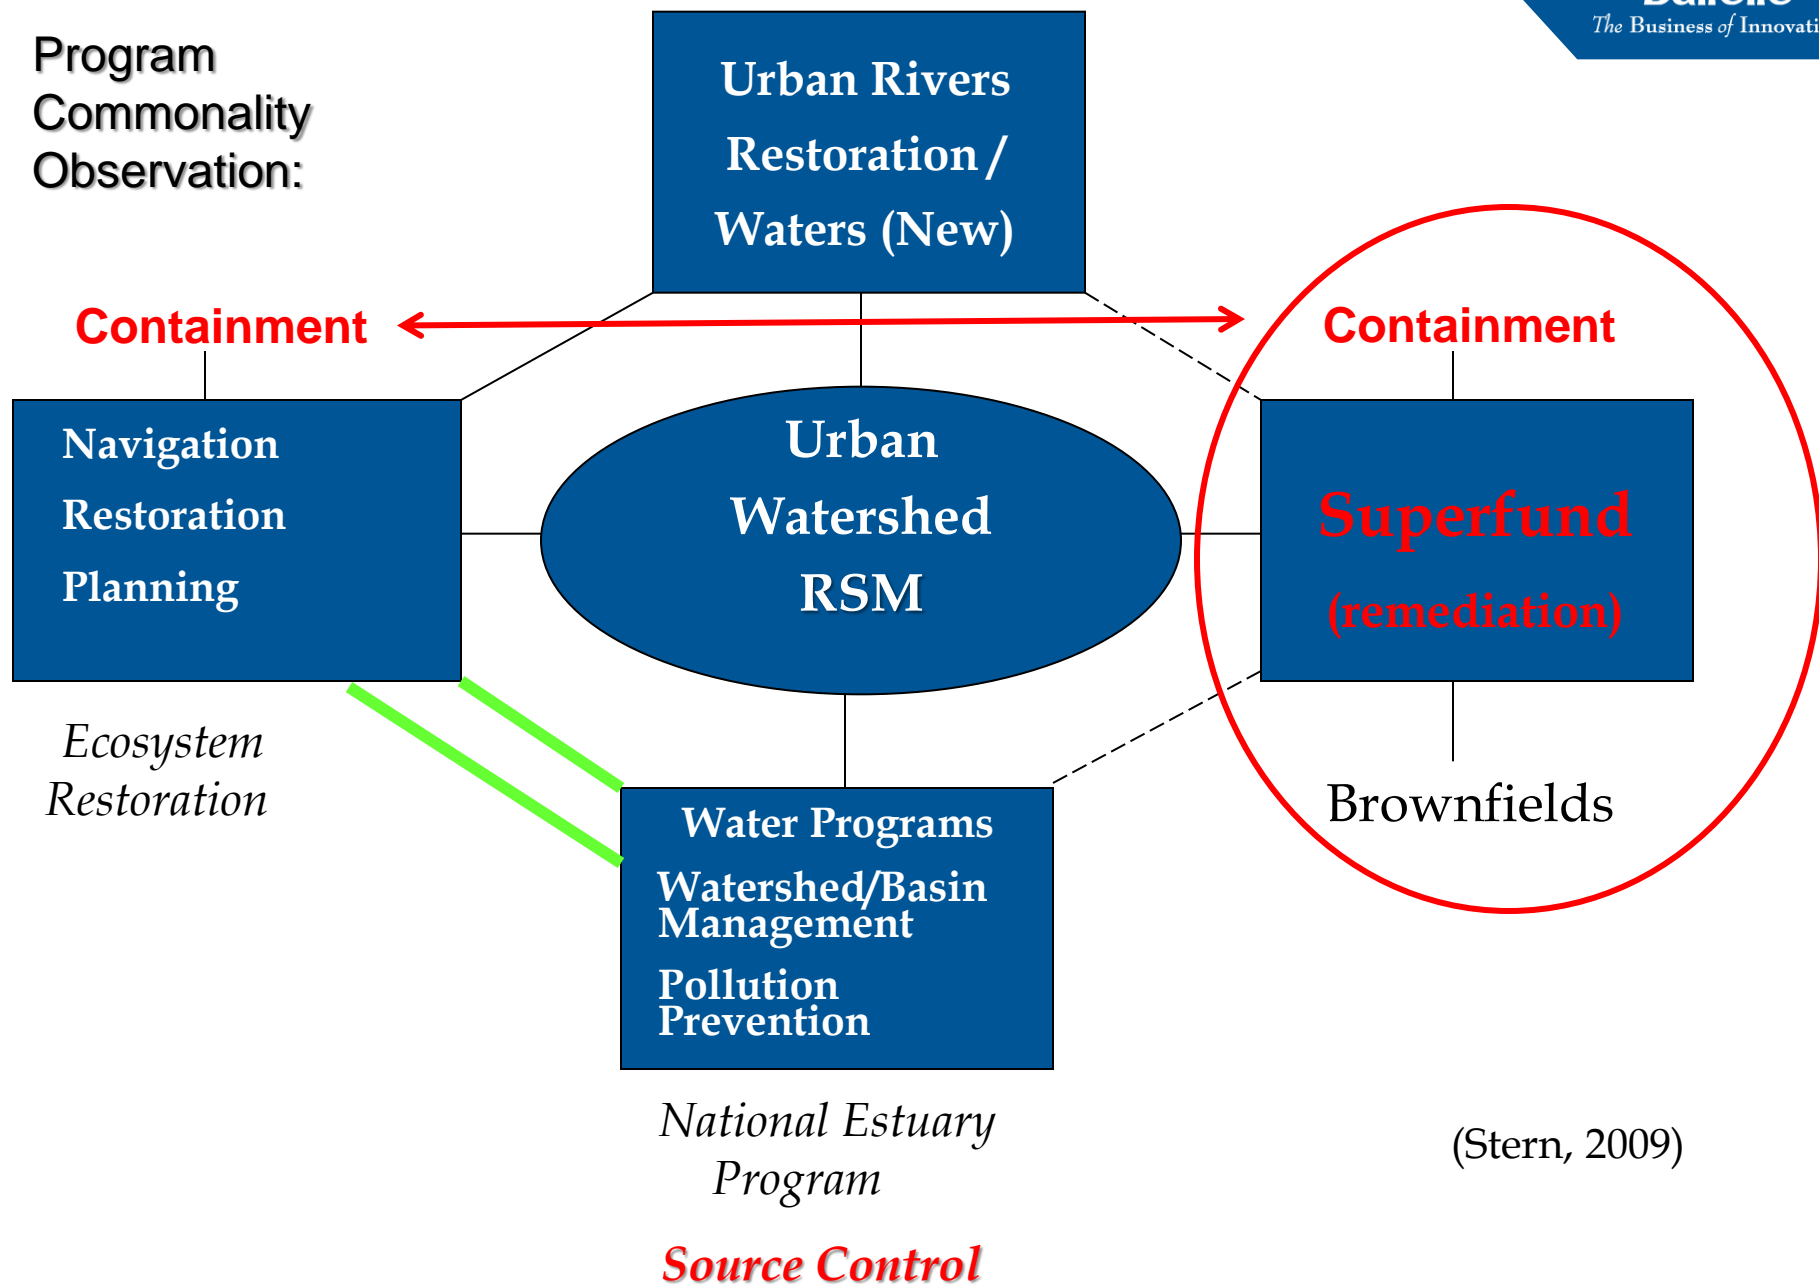 The Business of
Program
Commonality
Observation:
Urban Rivers
Restoration /
Waters (New)
Containment
Containment
Navigation
Restoration
Planning
Urban
Watershed
RSM
Superfund
(remediation)
Ecosystem
Restoration
Brownfields
Water Programs
Watershed/Basin
Management
Pollution
Prevention
National Estuary
Program
(Stern, 2009)
Source Control